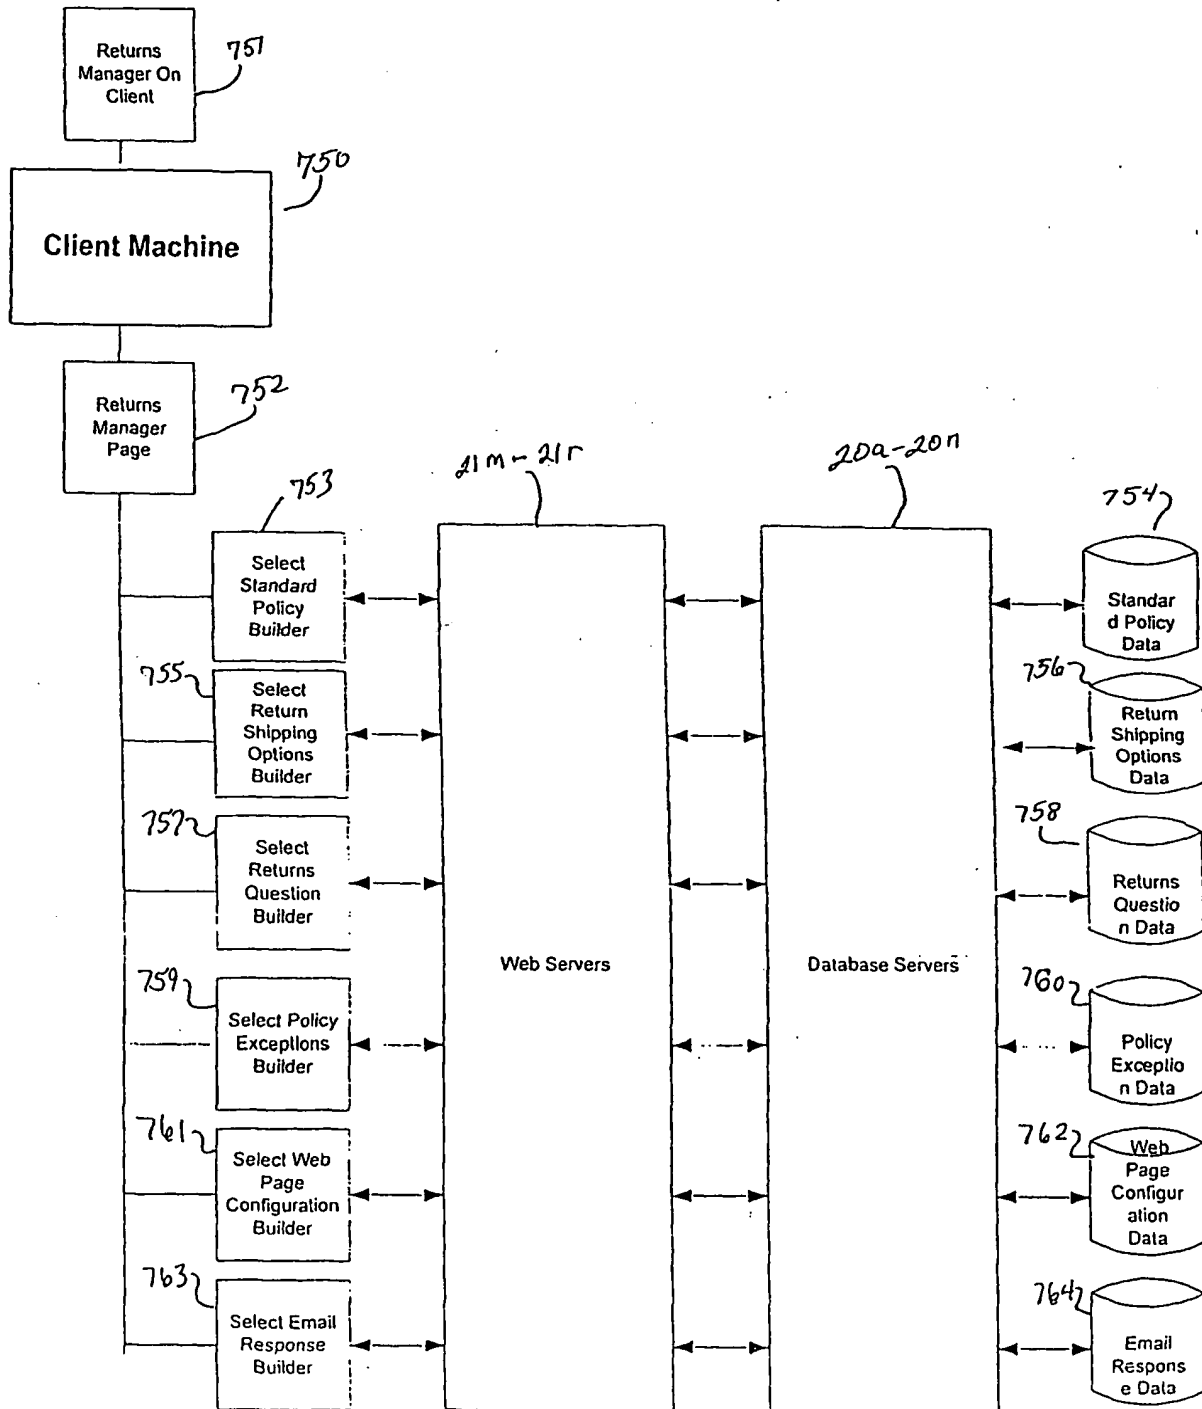 Returns
Manager On
Client
751
750
Client Machine
752
Returns
Manager
Page
21m-21r
20a-20n
753
754
Select
Standard
Policy
Builder
Standar
d Policy
Data
755
Select
Return
Shipping
Options
Builder
756
Return
Shipping
Options
Data
757
Select
Returns
Question
Builder
758
Returns
Questio
n Data
Web Servers
Database Servers
759
Select Policy
Exceptions
Builder
760
Policy
Exceptio
n Data
761
Select Web
Page
Configuration
Builder
762
Web
Page
Configur
ation
Data
763
Select Email
Response
Builder
764
Email
Respons
e Data